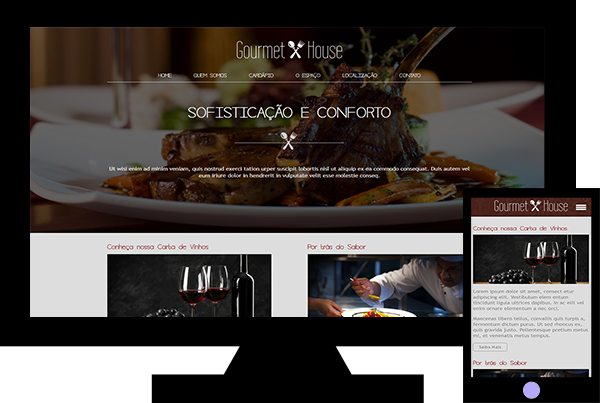 Gourmet House
HOME QUEM SOMOS CARDÁPIO O ESPAÇO LOCALIZAÇÃO CONTATO
SOFISTICAÇÃO E CONFORTO
Ut wisi enim ad minim veniam, quis nostrud exerci tation urper suscipit lobortis nisl ut aliquip ex ea commodo consequat. Duis autem vel
eum iriure dolor in hendrerit in vulputate velit esse molestie conseq.
Conheça nossa Carta de Vinhos
Por trás do Sabor
Gourmet House
Conheça nossa Carta de Vinhos
Lorem ipsum dolor sit amet, consect etur
adipiscing elit. Vestibulum elem entum
tincidunt ligula ultrices dapibus. In ac elit vel
enim ornare elementum a nec orci.
Maecenas libero tellus, convallis quis turpis a,
fermentum dictum purus. Ut sed rhoncus ex,
quis gravida justo. Pellentesque pretium metus
mi, et venenatis metus tempus.
Saiba mais
Por trás do Sabor